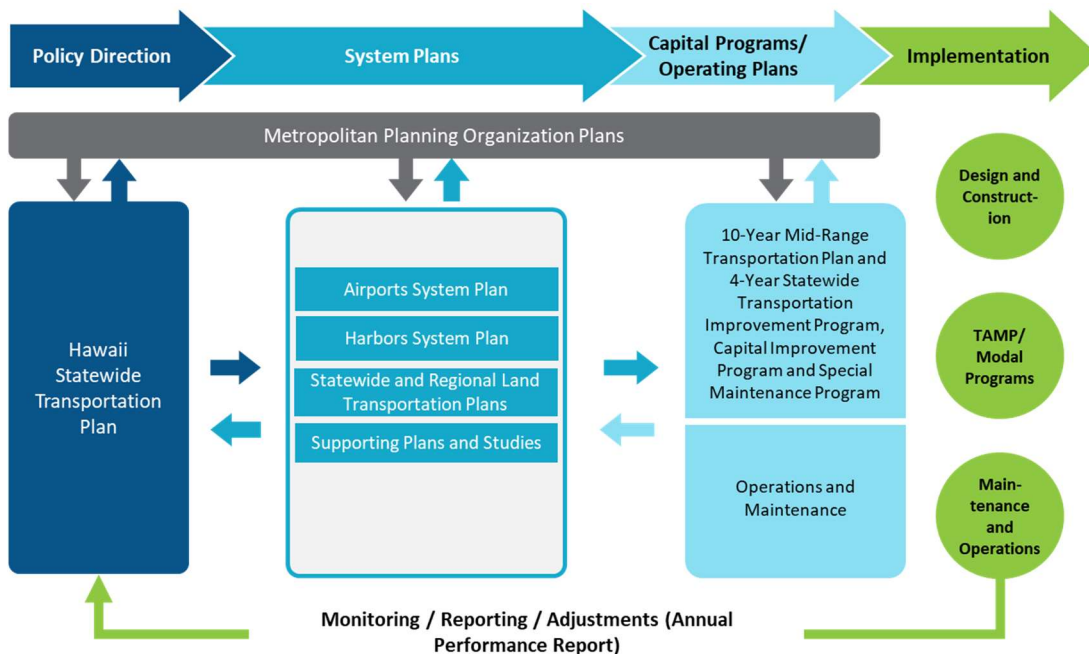 Policy Direction
System Plans
Capital Programs/
Operating Plans
Implementation
Metropolitan Planning Organization Plans
Hawaii
Statewide
Transportation
Plan
Airports System Plan
Harbors System Plan
Statewide and Regional Land
Transportation Plans
Supporting Plans and Studies
10-Year Mid-Range
Transportation Plan and
4-Year Statewide
Transportation
Improvement Program,
Capital Improvement
Program and Special
Maintenance Program
Operations and
Maintenance
Design and
Construct-
ion
TAMP/
Modal
Programs
Main-
tenance
and
Operations
Monitoring / Reporting / Adjustments (Annual
Performance Report)